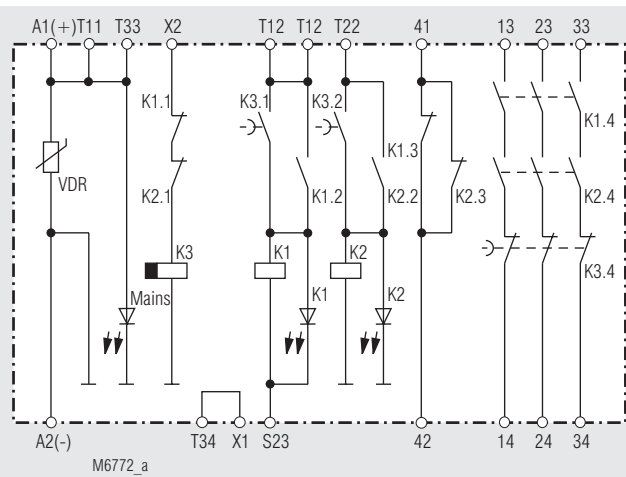 A1(+) T11 T33 X2 T12 T12 T22 41 13 23 33
K1.1 K3.1 K3.2 K1.4
K1.3
VDR K2.1 K1.2 K2.2 K2.3 K2.4
K3 K1 K2 K3.4
Mains K1 K2
A2(-) T34 X1 S23 42 14 24 34
M6772_a